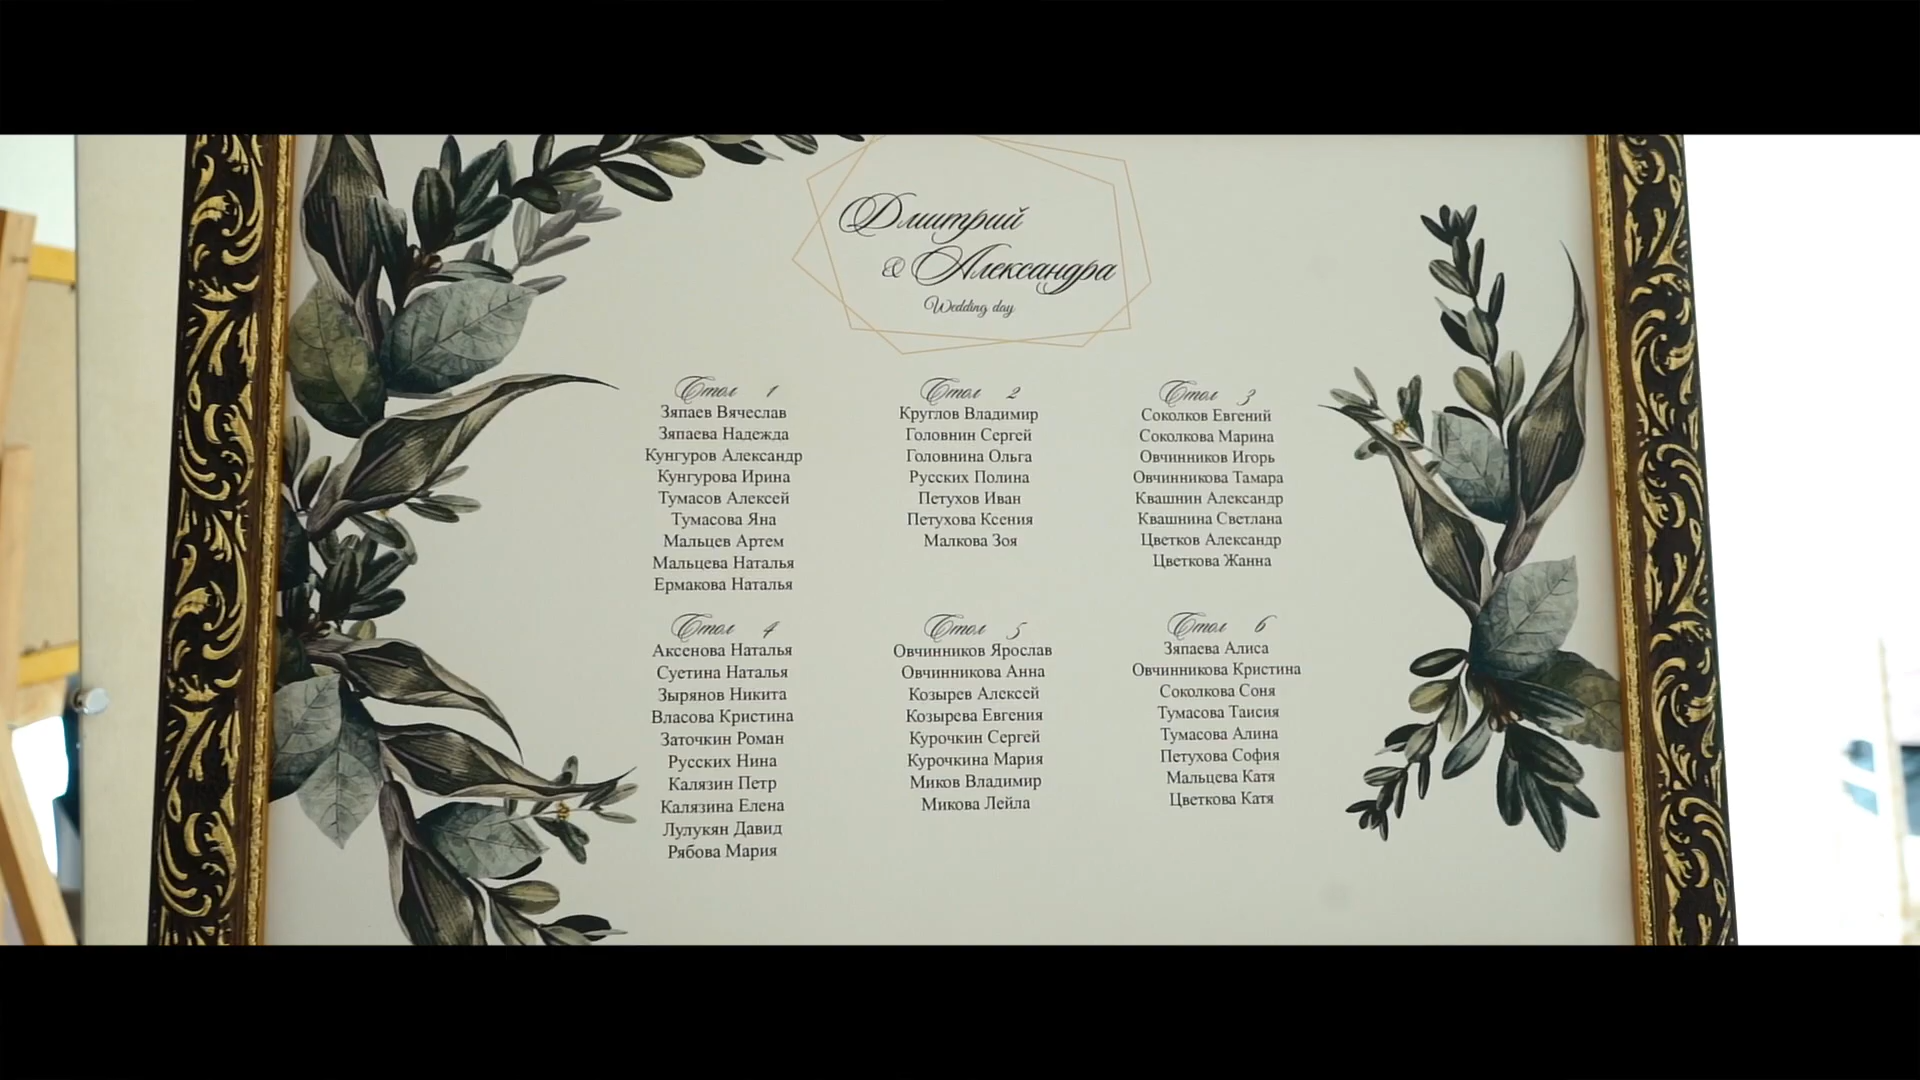 Дмитрий
& Александра
Wedding day
Стол 1
Зяпаев Вячеслав
Зяпаева Надежда
Кунгуров Александр
Кунгурова Ирина
Тумасов Алексей
Тумасова Яна
Мальцев Артем
Мальцева Наталья
Ермакова Наталья
Стол 2
Круглов Владимир
Головнин Сергей
Головнина Ольга
Русских Полина
Петухов Иван
Петухова Ксения
Малкова Зоя
Стол 3
Соколков Евгений
Соколкова Марина
Овчинников Игорь
Овчинникова Тамара
Квашнин Александр
Квашнина Светлана
Цветков Александр
Цветкова Жанна
Стол 4
Аксенова Наталья
Суетина Наталья
Зырянов Никита
Власова Кристина
Заточкин Роман
Русских Нина
Калязин Петр
Калязина Елена
Лулукян Давид
Рябова Мария
Стол 5
Овчинников Ярослав
Овчинникова Анна
Козырев Алексей
Козырева Евгения
Курочкин Сергей
Курочкина Мария
Миков Владимир
Микова Лейла
Стол 6
Зяпаева Алиса
Овчинникова Кристина
Соколкова Соня
Тумасова Таисия
Тумасова Алина
Петухова София
Мальцева Катя
Цветкова Катя